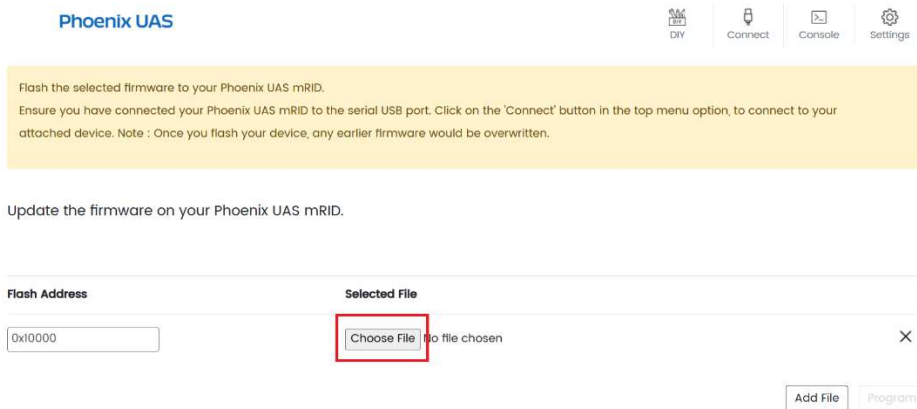 Phoenix UAS
DIY
DIY
Connect
Console
Settings
Flash the selected firmware to your Phoenix UAS mRID.
Ensure you have connected your Phoenix UAS mRID to the serial USB port. Click on the 'Connect' button in the top menu option, to connect to your
attached device. Note : Once you flash your device, any earlier firmware would be overwritten.
Update the firmware on your Phoenix UAS mRID.
Flash Address Selected File
0x10000 Choose File No file chosen
Add File Program